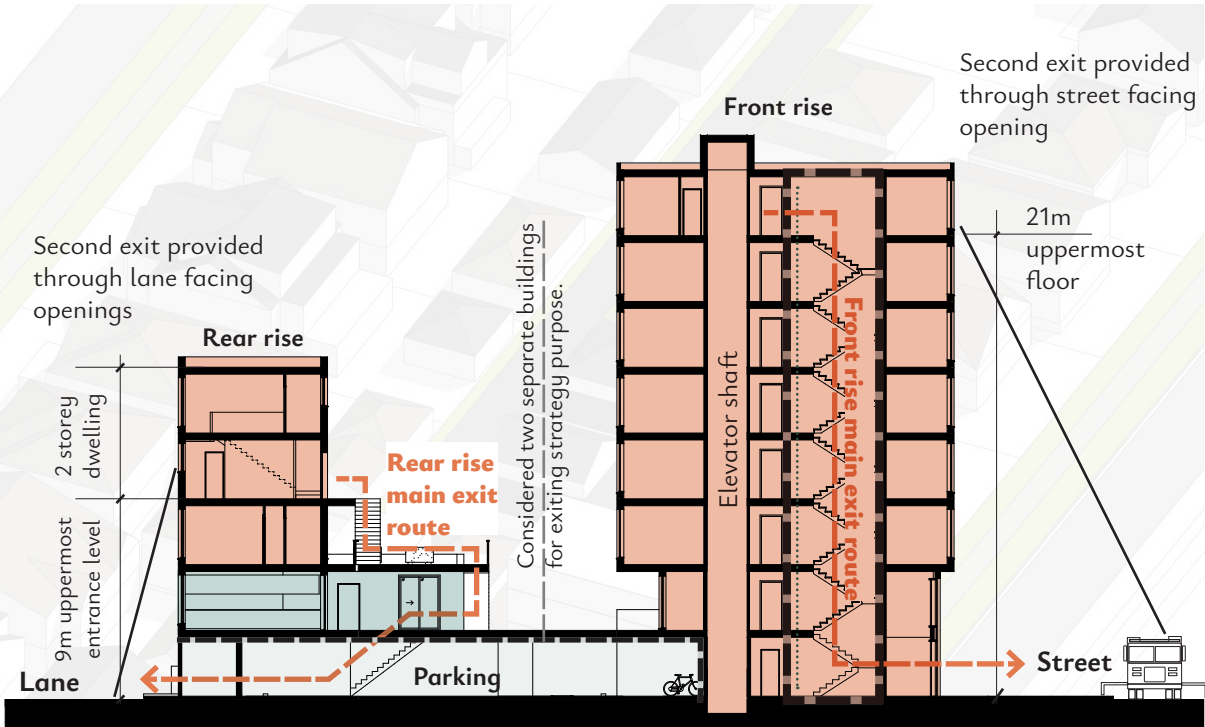 Second exit provided
through street facing
opening
Front rise
21m
uppermost
floor
Second exit provided
through lane facing
openings
Rear rise
2 storey
dwelling
9m uppermost
entrance level
Rear rise
main exit
route
Considered two separate buildings
for exiting strategy purpose.
Elevator shaft
Front rise main exit route
Lane
Parking
Street